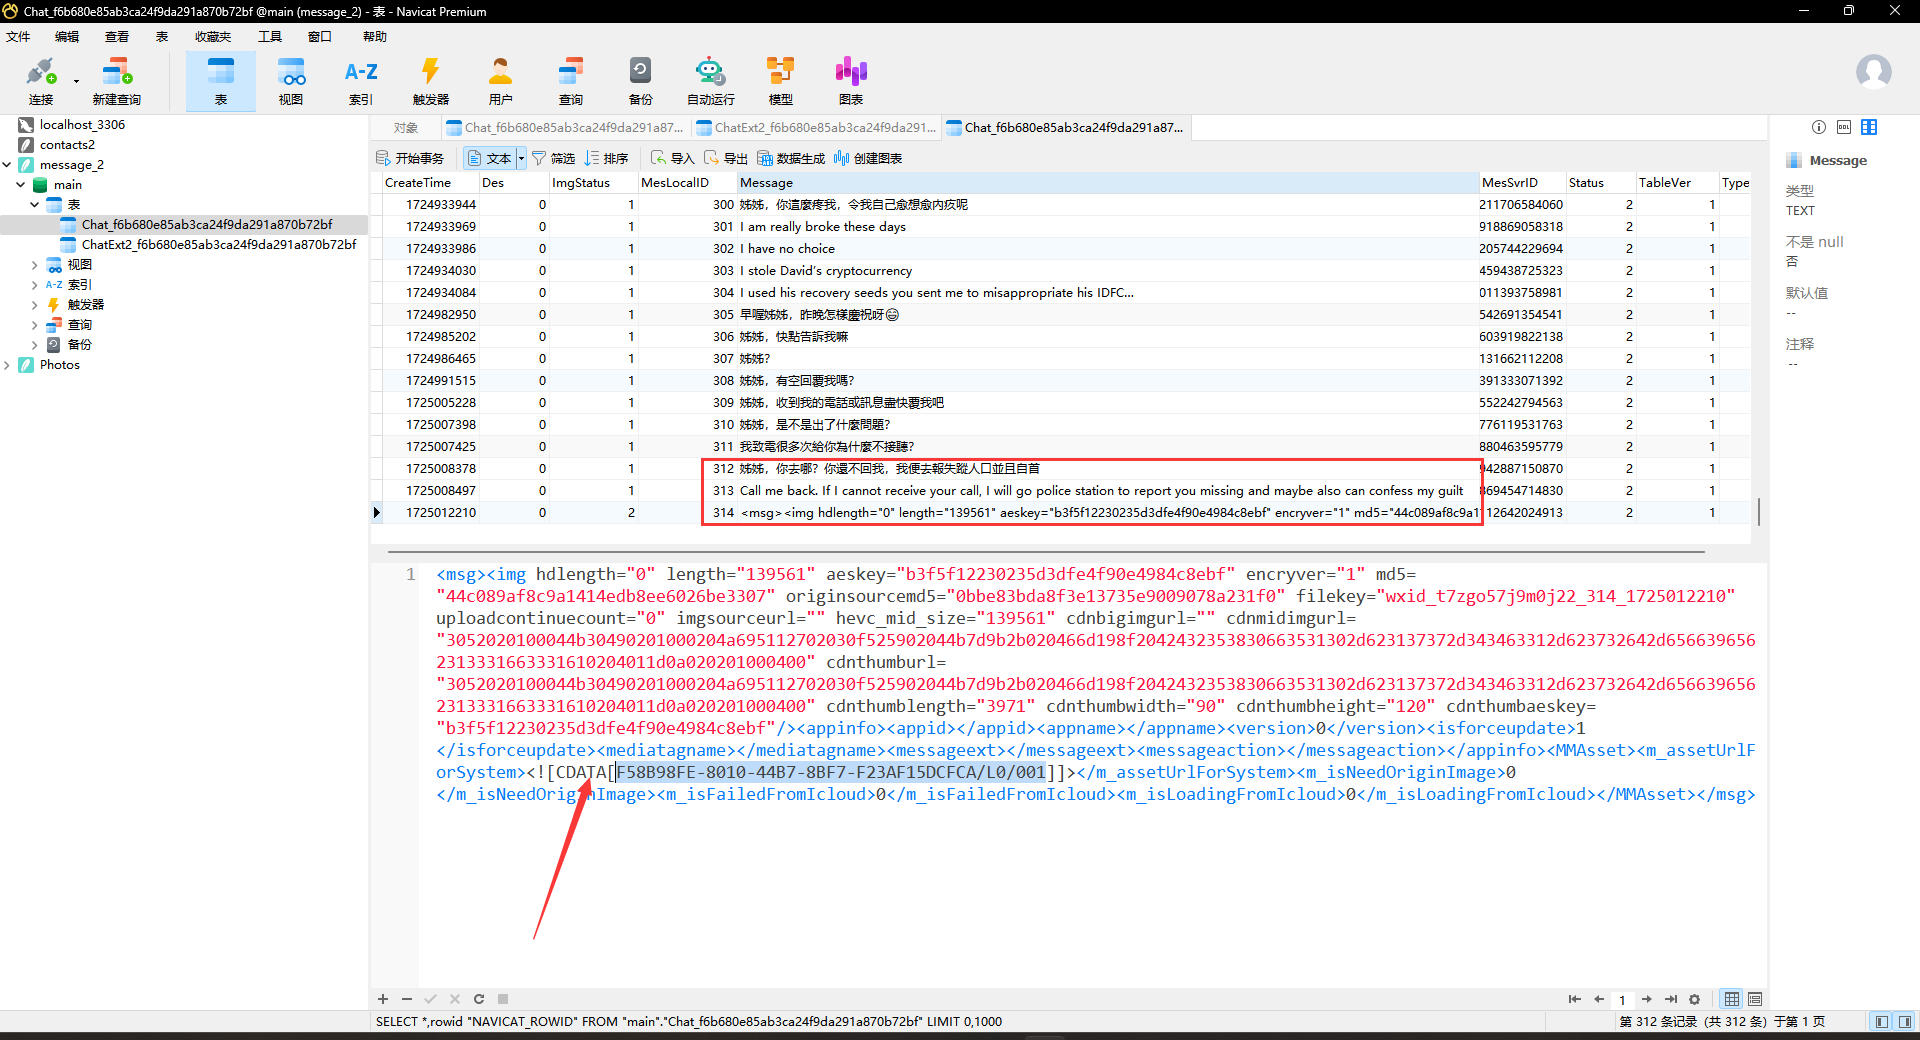 Chat_f6b680e85ab3ca24f9da291a870b72bf @main (message_2) - 表 - Navicat Premium
文件 编辑 查看 表 收藏夹 工具 窗口 帮助
连接 新建查询 表 视图 索引 触发器 用户 查询 备份 自动运行 模型 图表
A-Z
localhost_3306
contacts2
message_2
main
表
Chat_f6b680e85ab3ca24f9da291a870b72bf
ChatExt2_f6b680e85ab3ca24f9da291a870b72bf
视图
A-Z 索引
触发器
查询
备份
Photos
对象 Chat_f6b680e85ab3ca24f9da291a87... ChatExt2_f6b680e85ab3ca24f9da291... Chat_f6b680e85ab3ca24f9da291a87...
开始事务 文本 筛选 排序 导入 导出 数据生成 创建图表
CreateTime Des ImgStatus MesLocalID Message MesSvrID Status TableVer Type
1724933944 0 1 300 姊姊，你這麼疼我，令我自己愈想愈內疚呢 211706584060 2 1
1724933969 0 1 301 I am really broke these days 918869058318 2 1
1724933986 0 1 302 I have no choice 205744229694 2 1
1724934030 0 1 303 I stole David's cryptocurrency 459438725323 2 1
1724934084 0 1 304 I used his recovery seeds you sent me to misappropriate his IDFC... 011393758981 2 1
1724982950 0 1 305 早喔姊姊，昨晚怎樣慶祝呀😄 542691354541 2 1
1724985202 0 1 306 姊姊，快點告訴我嘛 603919822138 2 1
1724986465 0 1 307 姊姊? 131662112208 2 1
1724991515 0 1 308 姊姊，有空回覆我嗎? 391333071392 2 1
1725005228 0 1 309 姊姊，收到我的電話或訊息盡快覆我吧 552242794563 2 1
1725007398 0 1 310 姊姊，是不是出了什麼問題? 776119531763 2 1
1725007425 0 1 311 我致電很多次給你為什麼不接聽? 880463595779 2 1
1725008378 0 1 312 姊姊，你去哪? 你還不回我，我便去報失蹤人口並且自首 942887150870 2 1
1725008497 0 1 313 Call me back. If I cannot receive your call, I will go police station to report you missing and maybe also can confess my guilt 869454714830 2 1
1725012210 0 2 314 <msg><img hdlength="0" length="139561" aeskey="b3f5f12230235d3dfe4f90e4984c8ebf" encryver="1" md5="44c089af8c9a1 12642024913 2 1
1 <msg><img hdlength="0" length="139561" aeskey="b3f5f12230235d3dfe4f90e4984c8ebf" encryver="1" md5=
"44c089af8c9a1414edb8ee6026be3307" originsourcemd5="0bbe83bda8f3e13735e9009078a231f0" filekey="wxid_t7zgo57j9m0j22_314_1725012210"
uploadcontinuecount="0" imgsourceurl="" hevc_mid_size="139561" cdnbigimgurl="" cdnmidimgurl=
"3052020100044b30490201000204a695112702030f525902044b7d9b2b020466d198f2042432353830663531302d623137372d343463312d623732642d656639656
231333166333161020401​1d0a020201000400" cdnthumburl=
"3052020100044b30490201000204a695112702030f525902044b7d9b2b020466d198f2042432353830663531302d623137372d343463312d623732642d656639656
2313331663331610204011d0a020201000400" cdnthumblength="3971" cdnthumbwidth="90" cdnthumbheight="120" cdnthumbaeskey=
"b3f5f12230235d3dfe4f90e4984c8ebf"/><appinfo><appid></appid><appname></appname><version>0</version><isforceupdate>1
</isforceupdate><mediatagname></mediatagname><messageext></messageext><messageaction></messageaction></appinfo><MMAsset><m_assetUrlF
orSystem><![CDATA[F58B98FE-8010-44B7-8BF7-F23AF15DCFCA/L0/001]]></m_assetUrlForSystem><m_isNeedOriginImage>0
</m_isNeedOriginImage><m_isFailedFromIcloud>0</m_isFailedFromIcloud><m_isLoadingFromIcloud>0</m_isLoadingFromIcloud></MMAsset></msg>
Message
类型
TEXT
不是 null
否
默认值
--
注释
--
1
SELECT *,rowid "NAVICAT_ROWID" FROM "main"."Chat_f6b680e85ab3ca24f9da291a870b72bf" LIMIT 0,1000
第 312 条记录 (共 312 条) 于第 1 页